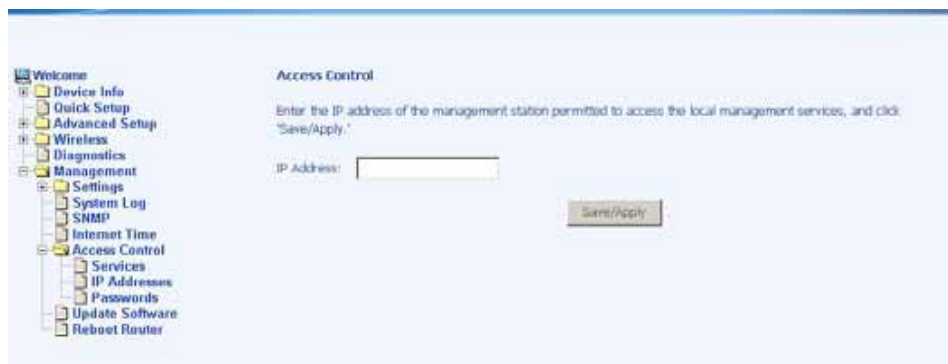 Welcome
Device Info
Quick Setup
Advanced Setup
Wireless
Diagnostics
Management
Settings
System Log
SNMP
Internet Time
Access Control
Services
IP Addresses
Passwords
Update Software
Reboot Router
Access Control
Enter the IP address of the management station permitted to access the local management services, and click
'Save/Apply.'
IP Address:
Save/Apply